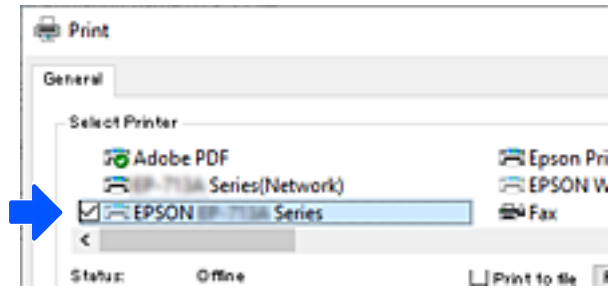 Print
General
Select Printer
Adobe PDF
Epson Pri
Series(Network)
EPSON W
EPSON Series
Fax
Status: Offline
Print to file